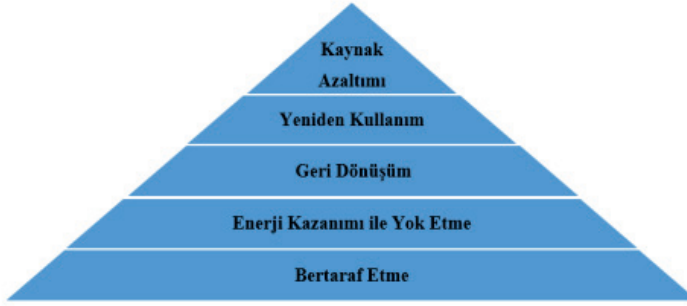 Kaynak
Azaltımı
Yeniden Kullanım
Geri Dönüşüm
Enerji Kazanımı ile Yok Etme
Bertaraf Etme